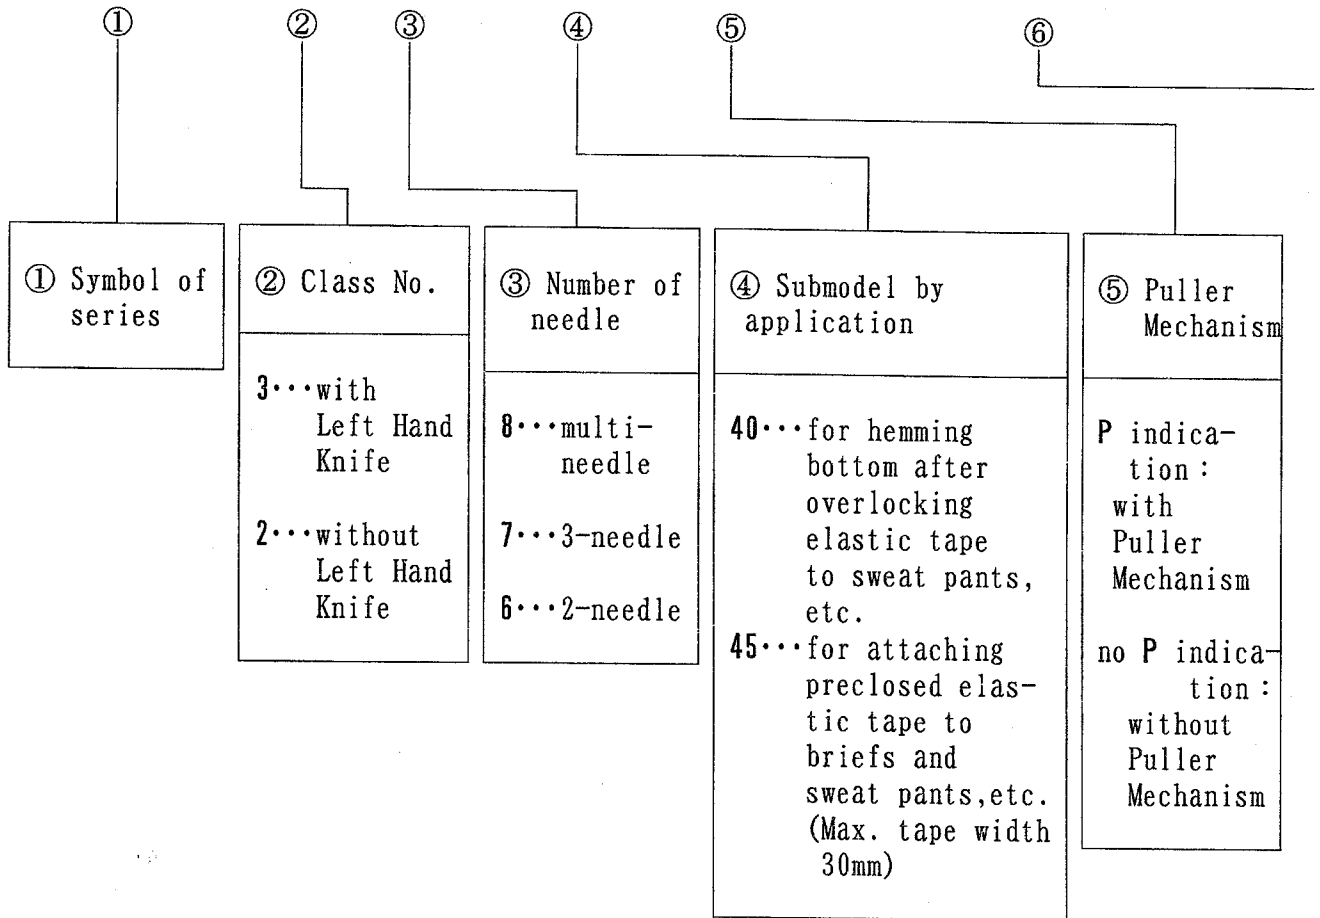 ① ② ③ ④ ⑤ ⑥
① Symbol of
series
② Class No.
3···with
Left Hand
Knife
2···without
Left Hand
Knife
③ Number of
needle
8···multi-
needle
7···3-needle
6···2-needle
④ Submodel by
application
40···for hemming
bottom after
overlocking
elastic tape
to sweat pants,
etc.
45···for attaching
preclosed elas-
tic tape to
briefs and
sweat pants,etc.
(Max. tape width
30mm)
⑤ Puller
Mechanism
P indica-
tion:
with
Puller
Mechanism
no P indica-
tion:
without
Puller
Mechanism